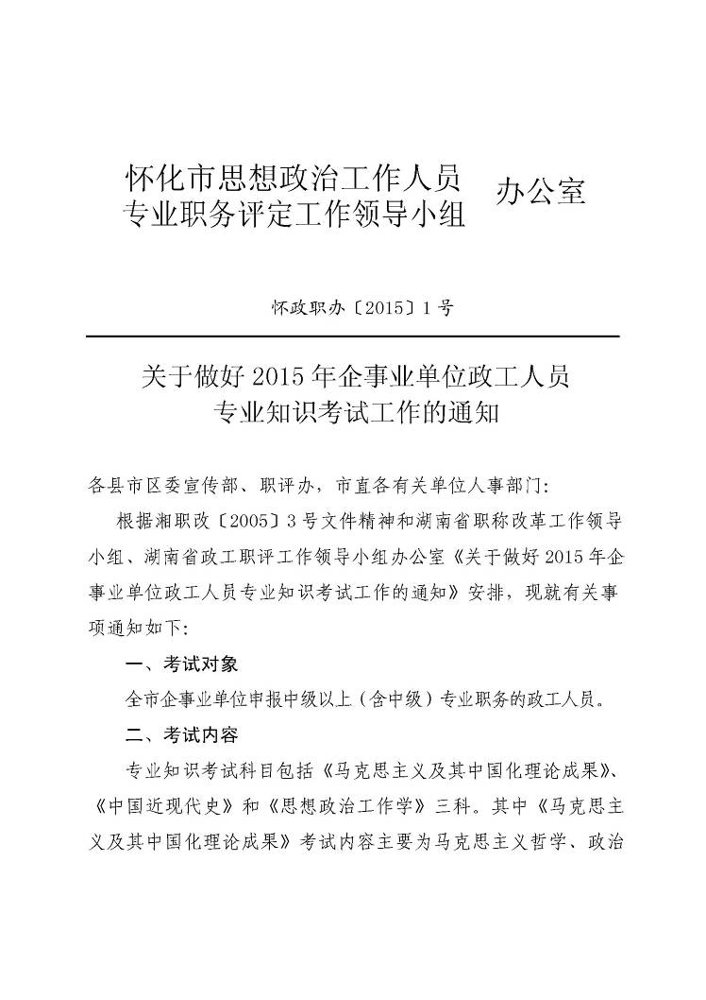 怀化市思想政治工作人员
专业职务评定工作领导小组
办公室
怀政职办〔2015〕1 号
关于做好 2015 年企事业单位政工人员
专业知识考试工作的通知
各县市区委宣传部、职评办，市直各有关单位人事部门：
根据湘职改〔2005〕3 号文件精神和湖南省职称改革工作领导
小组、湖南省政工职评工作领导小组办公室《关于做好 2015 年企
事业单位政工人员专业知识考试工作的通知》安排，现就有关事
项通知如下：
一、考试对象
全市企事业单位申报中级以上（含中级）专业职务的政工人员。
二、考试内容
专业知识考试科目包括《马克思主义及其中国化理论成果》、
《中国近现代史》和《思想政治工作学》三科。其中《马克思主
义及其中国化理论成果》考试内容主要为马克思主义哲学、政治